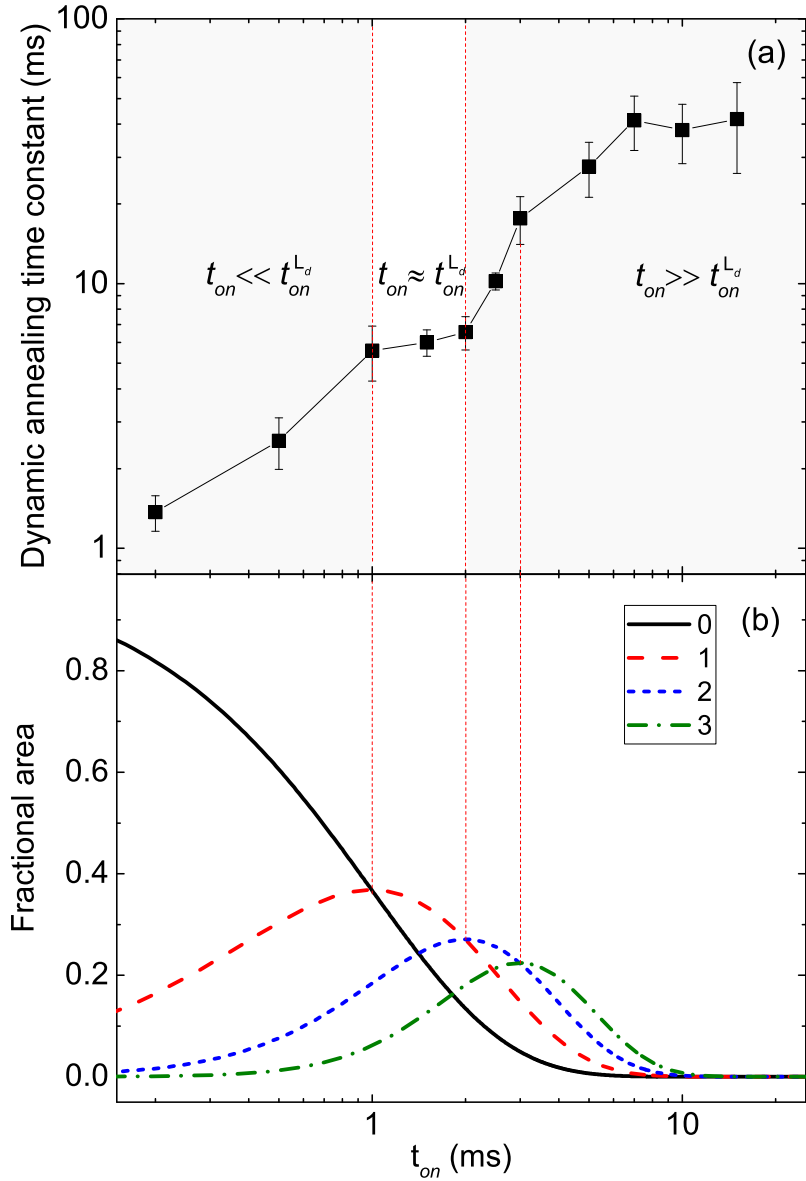 100
(a)
Dynamic annealing time constant (ms)
10
1
t_on << t_on^L_d
t_on ≈ t_on^L_d
t_on >> t_on^L_d
(b)
0
1
2
3
Fractional area
0.8
0.6
0.4
0.2
0.0
1
10
t_on (ms)